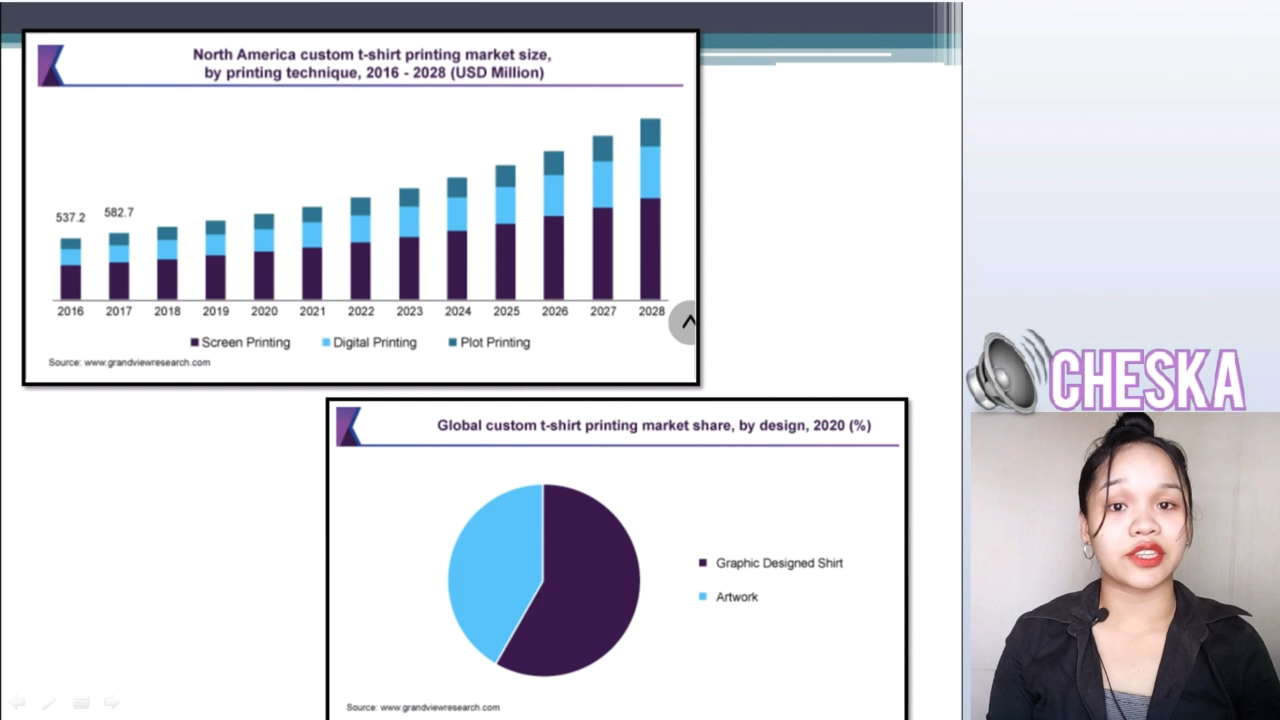 North America custom t-shirt printing market size,
by printing technique, 2016 - 2028 (USD Million)
537.2
582.7
2016 2017 2018 2019 2020 2021 2022 2023 2024 2025 2026 2027 2028
Screen Printing Digital Printing Plot Printing
Source: www.grandviewresearch.com
CHESKA
Global custom t-shirt printing market share, by design, 2020 (%)
Graphic Designed Shirt
Artwork
Source: www.grandviewresearch.com